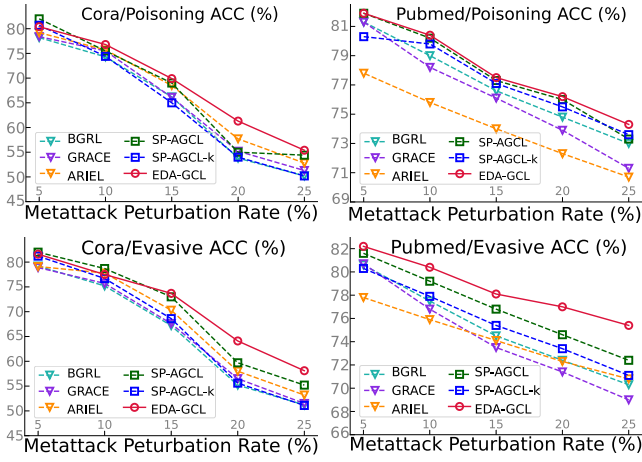 Cora/Poisoning ACC (%)
80
75
70
65
60
55
50
45
BGRL
GRACE
ARIEL
SP-AGCL
SP-AGCL-k
EDA-GCL
5 10 15 20 25
Metattack Peturbation Rate (%)
Pubmed/Poisoning ACC (%)
81
79
77
75
73
71
69
BGRL
GRACE
ARIEL
SP-AGCL
SP-AGCL-k
EDA-GCL
5 10 15 20 25
Metattack Peturbation Rate (%)
Cora/Evasive ACC (%)
80
75
70
65
60
55
50
45
BGRL
GRACE
ARIEL
SP-AGCL
SP-AGCL-k
EDA-GCL
5 10 15 20 25
Metattack Peturbation Rate (%)
Pubmed/Evasive ACC (%)
82
80
78
76
74
72
70
68
66
BGRL
GRACE
ARIEL
SP-AGCL
SP-AGCL-k
EDA-GCL
5 10 15 20 25
Metattack Peturbation Rate (%)